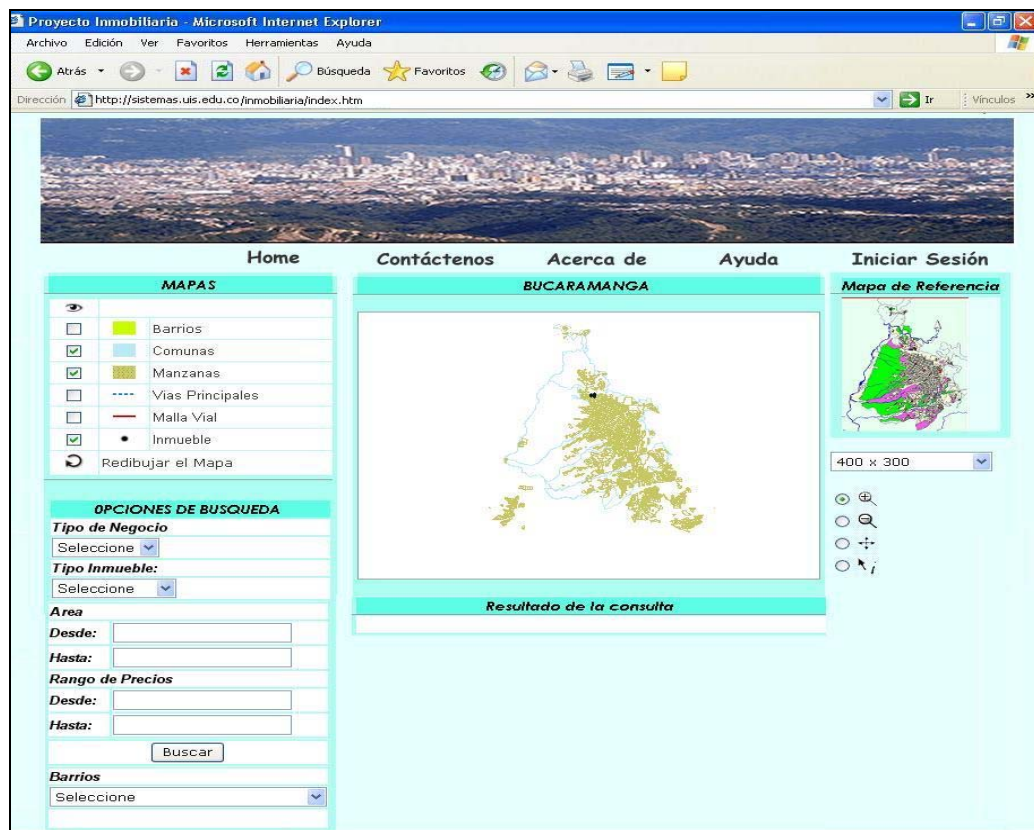 Proyecto Inmobiliaria - Microsoft Internet Explorer
Archivo Edición Ver Favoritos Herramientas Ayuda
Atrás Búsqueda Favoritos
Dirección http://sistemas.uis.edu.co/inmobiliaria/index.htm Ir Vínculos »
Home Contáctenos Acerca de Ayuda Iniciar Sesión
MAPAS
Barrios
Comunas
Manzanas
Vias Principales
Malla Vial
Inmueble
Redibujar el Mapa
OPCIONES DE BUSQUEDA
Tipo de Negocio
Seleccione
Tipo Inmueble:
Seleccione
Area
Desde:
Hasta:
Rango de Precios
Desde:
Hasta:
Buscar
Barrios
Seleccione
BUCARAMANGA
Resultado de la consulta
Mapa de Referencia
400 x 300
i